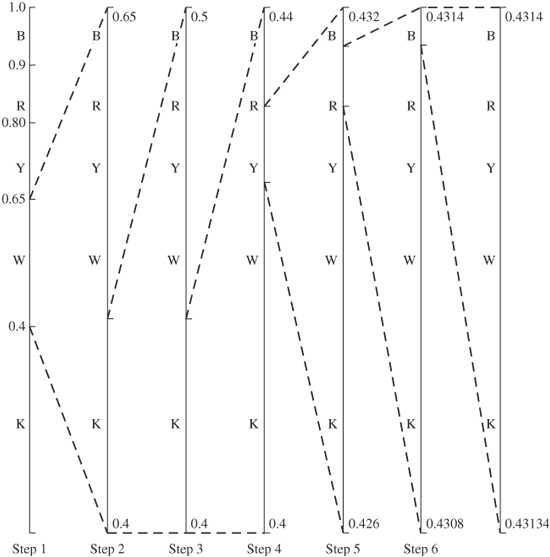 1.0 0.65 0.5 0.44 0.432 0.4314 0.4314
B B B B B B B
0.9
R R R R R R R
0.80
Y Y Y Y Y Y Y
0.65
W W W W W W W
0.4
K K K K K K K
0.4 0.4 0.4 0.426 0.4308 0.43134
Step 1 Step 2 Step 3 Step 4 Step 5 Step 6